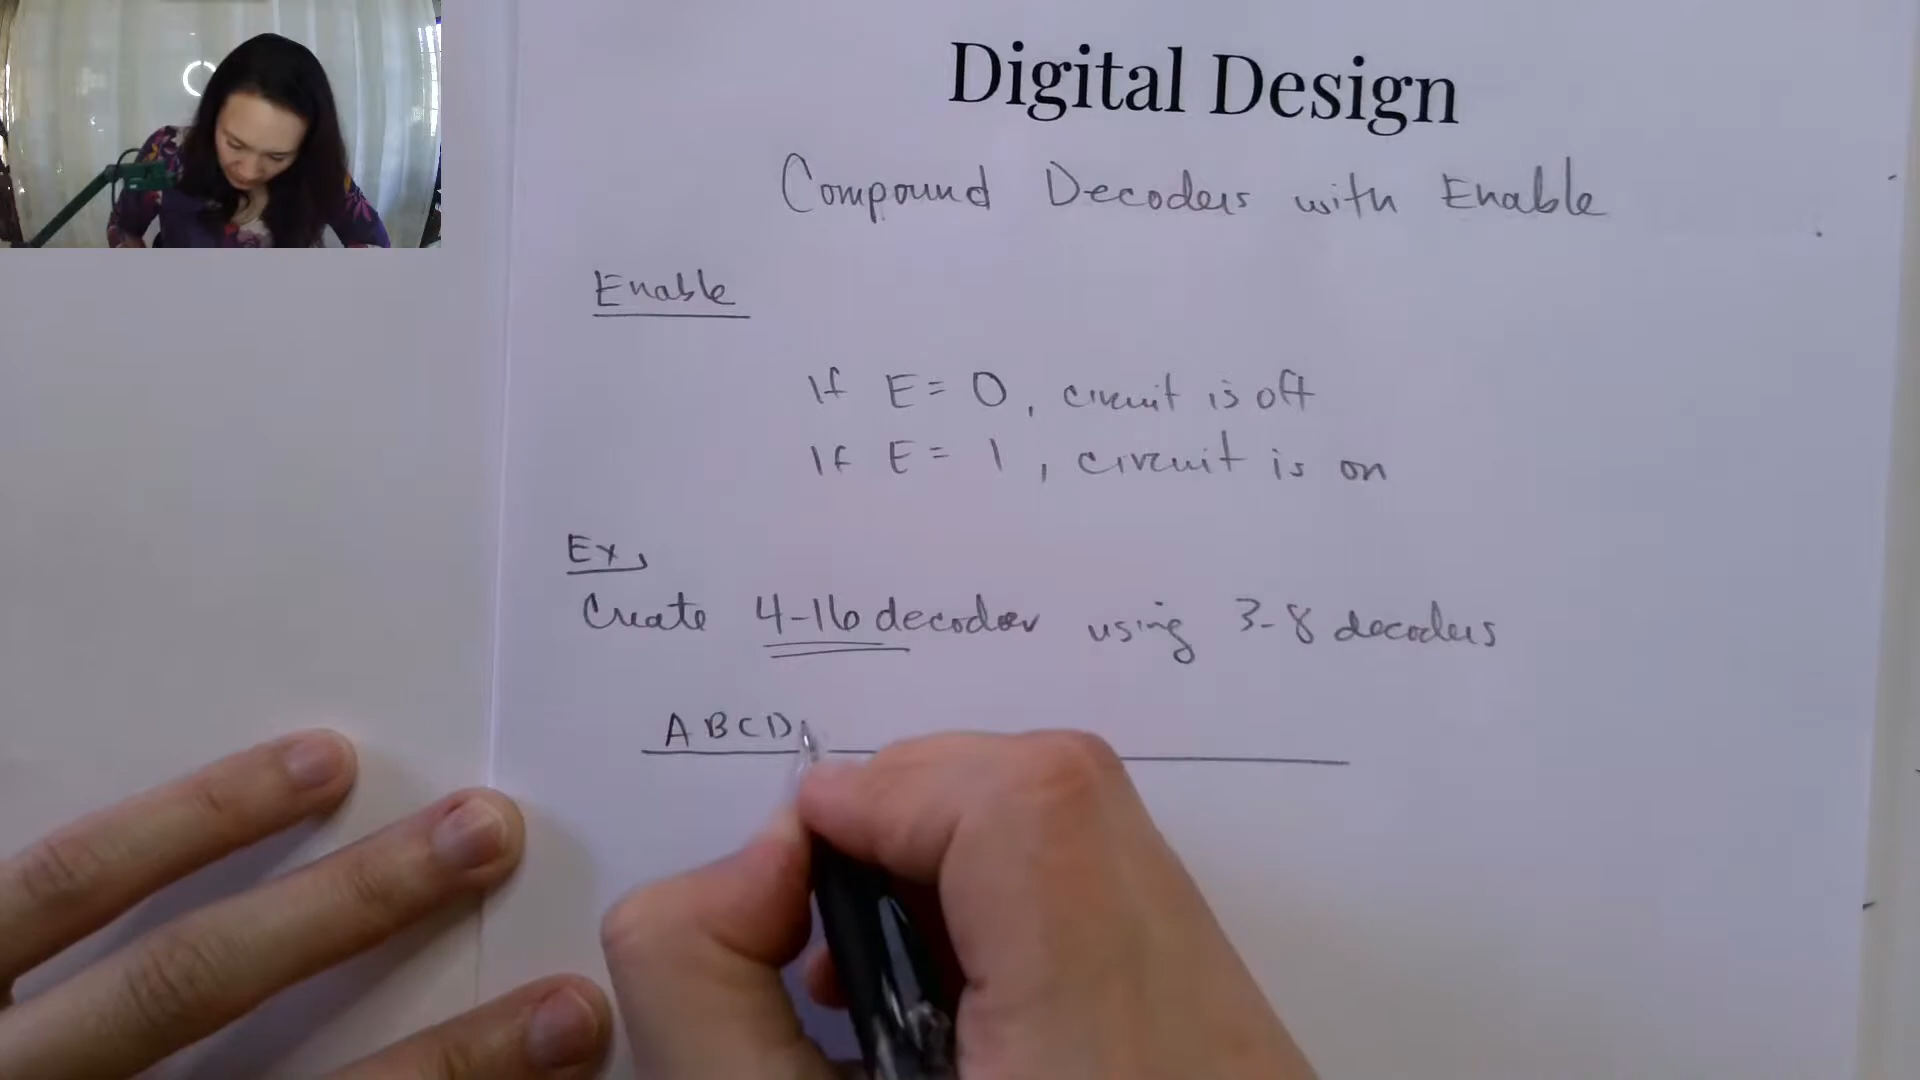 Digital Design
Compound Decoders with Enable
Enable
If E = 0, circuit is off
If E = 1, circuit is on
Ex,
Create 4-16 decoder using 3-8 decoders
A B C D